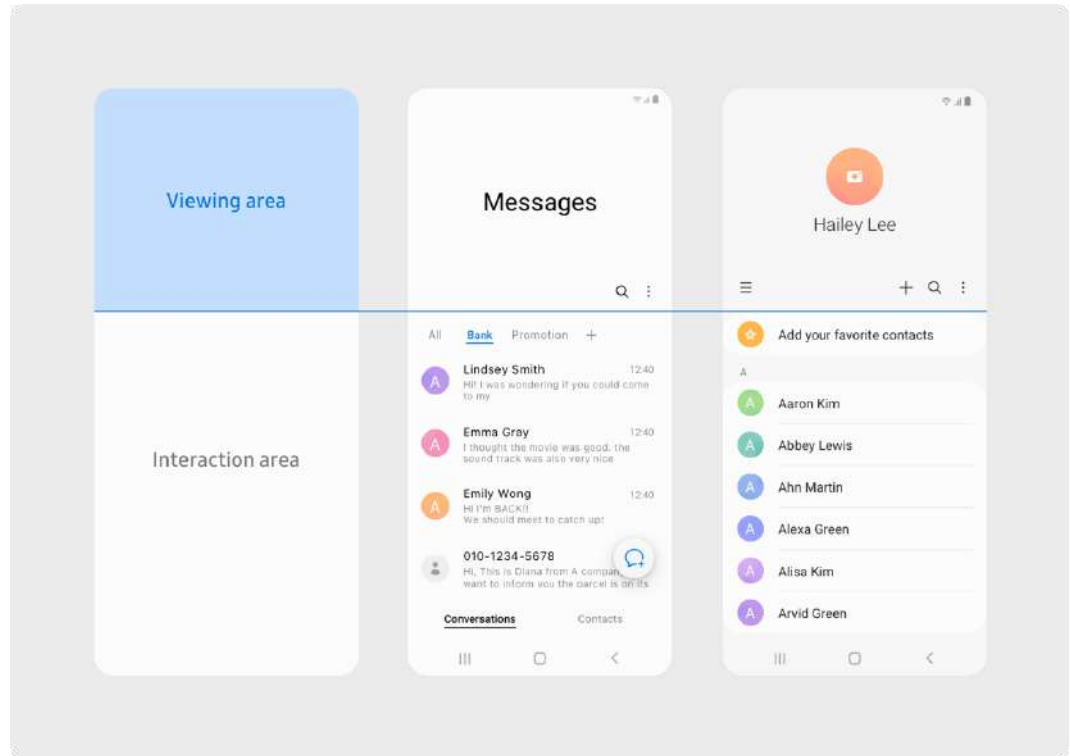 Viewing area
Interaction area
Messages
All Bank Promotion +
Lindsey Smith 12:40
Hi! I was wondering if you could come
to my
Emma Gray 12:40
I thought the movie was good. the
sound track was also very nice
Emily Wong 12:40
Hi I'm BACK!!
We should meet to catch up!
010-1234-5678
Hi, This is Diana from A company
want to inform you the parcel is on its
Conversations Contacts
Hailey Lee
Add your favorite contacts
A
A Aaron Kim
A Abbey Lewis
A Ahn Martin
A Alexa Green
A Alisa Kim
A Arvid Green